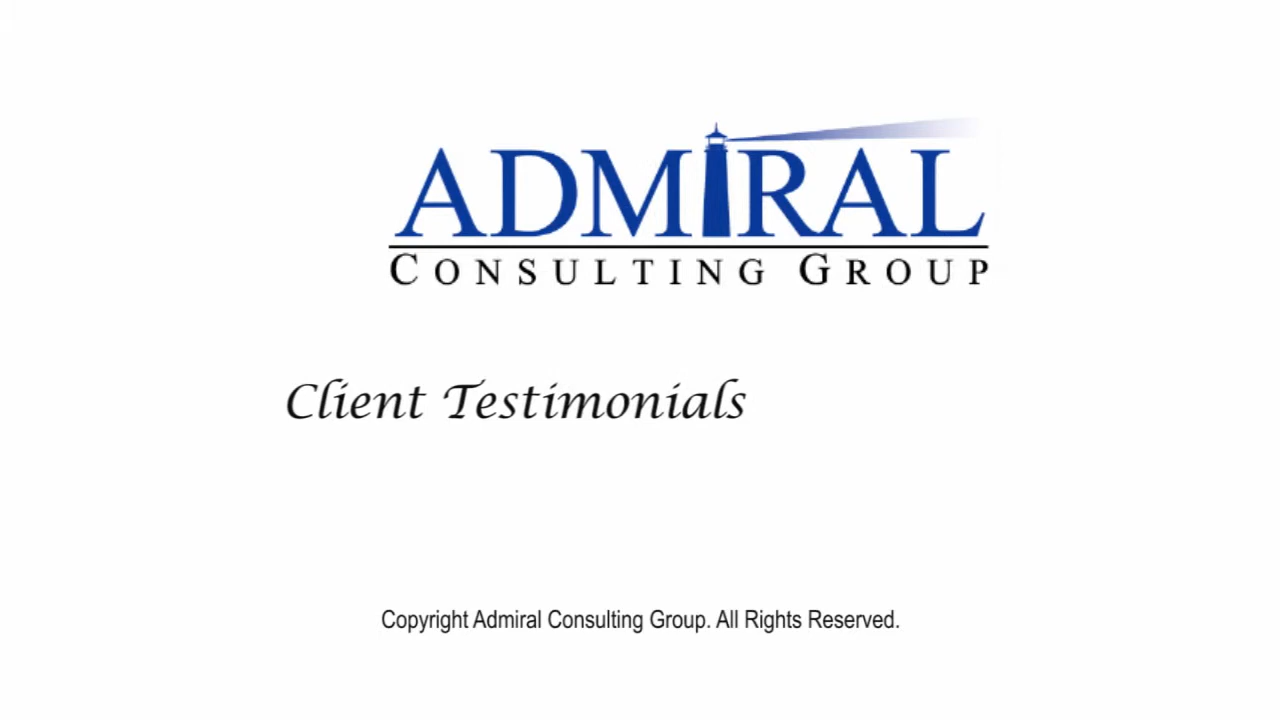 ADMIRAL
CONSULTING GROUP
Client Testimonials
Copyright Admiral Consulting Group. All Rights Reserved.